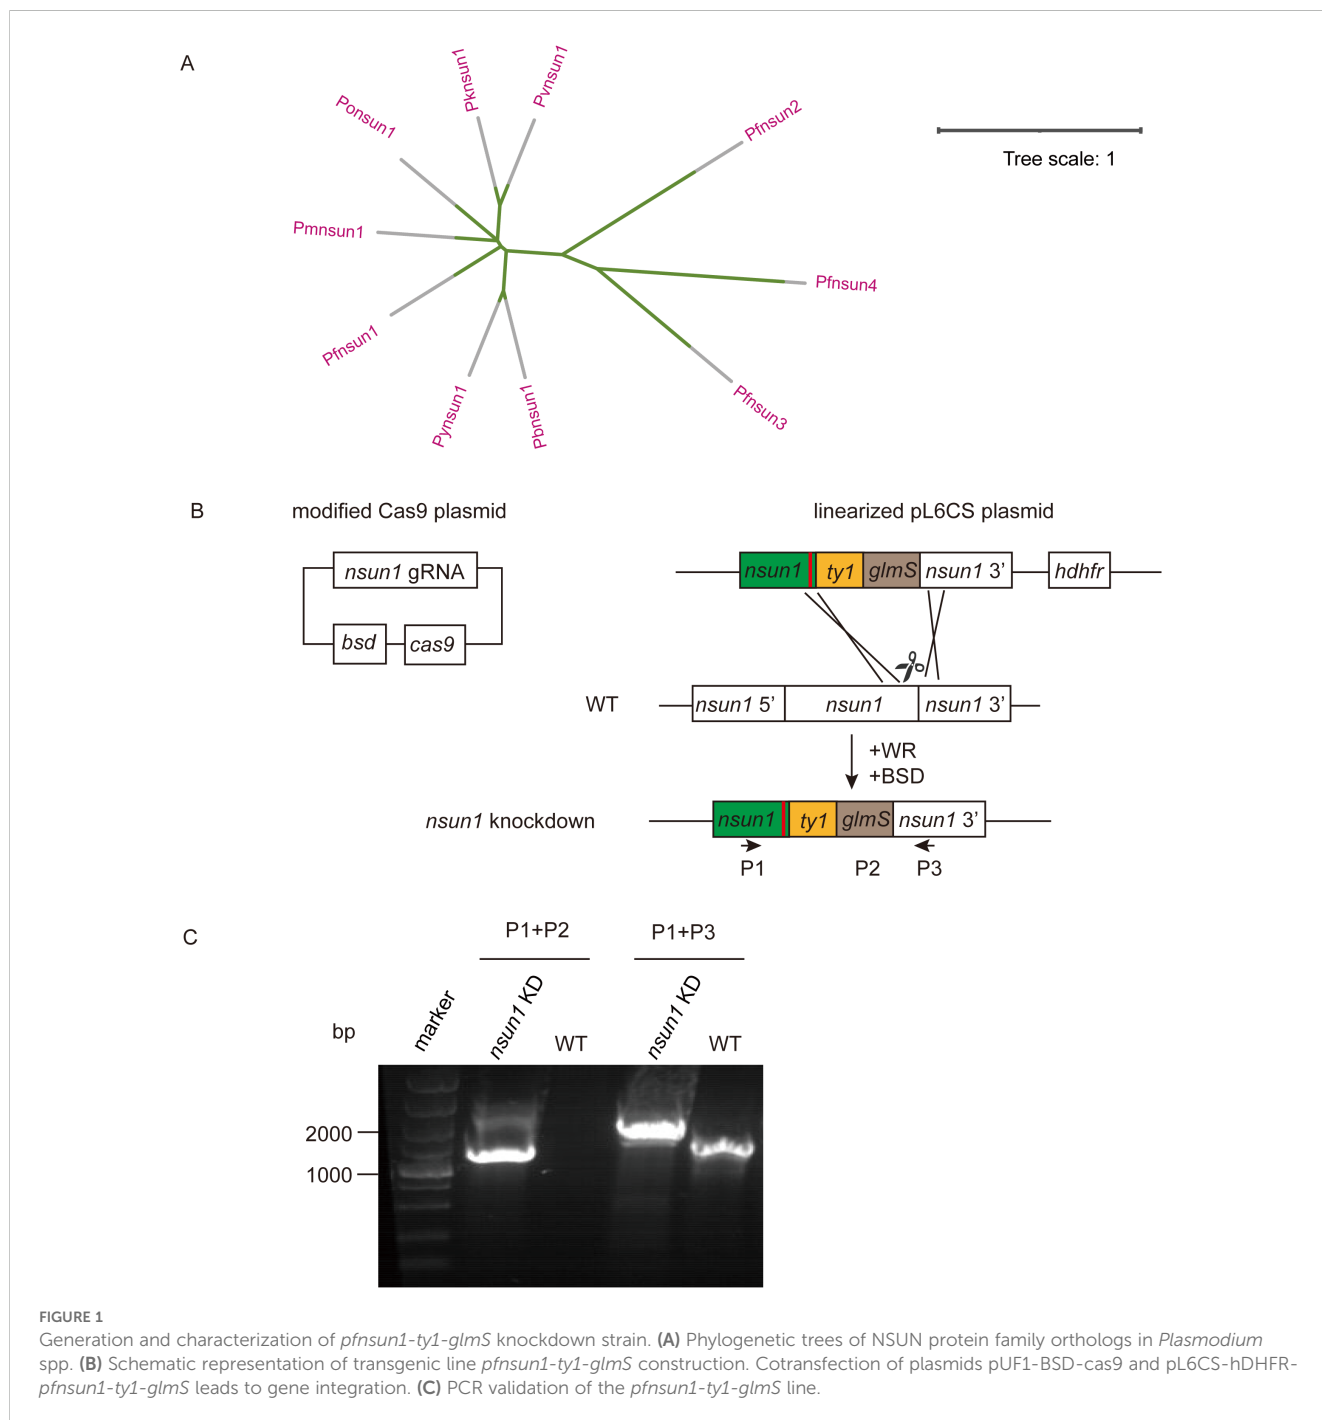 A
Pknsun1
Pvnsun1
Ponsun1
Pfnsun2
Tree scale: 1
Pmnsun1
Pfnsun4
Pfnsun1
Pynsun1
Pbnsun1
Pfnsun3
B
modified Cas9 plasmid
linearized pL6CS plasmid
nsun1 gRNA
bsd
cas9
nsun1
ty1
glmS
nsun1 3’
hdhfr
WT
nsun1 5’
nsun1
nsun1 3’
+WR
+BSD
nsun1 knockdown
nsun1
ty1
glmS
nsun1 3’
P1
P2
P3
C
P1+P2
P1+P3
bp
marker
nsun1 KD
WT
nsun1 KD
WT
2000
1000
FIGURE 1
Generation and characterization of pfnsun1-ty1-glmS knockdown strain. (A) Phylogenetic trees of NSUN protein family orthologs in Plasmodium
spp. (B) Schematic representation of transgenic line pfnsun1-ty1-glmS construction. Cotransfection of plasmids pUF1-BSD-cas9 and pL6CS-hDHFR-
pfnsun1-ty1-glmS leads to gene integration. (C) PCR validation of the pfnsun1-ty1-glmS line.